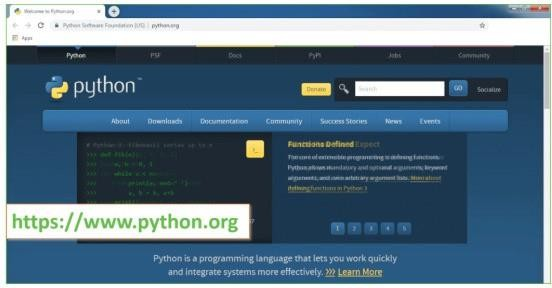 Welcome to Python.org
Python Software Foundation [US] | python.org
Apps
Python PSF Docs PyPI Jobs Community
python™
Donate Search GO Socialize
About Downloads Documentation Community Success Stories News Events
# Python 3: Fibonacci series up to n
>>> def fib(n):
>>> a, b = 0, 1
>>> while a < n:
>>> print(a, end=' ')
>>> a, b = b, a+b
>>> print()
Functions Defined
The core of extensible programming is defining functions.
Python allows mandatory and optional arguments, keyword
arguments, and even arbitrary argument lists. More about
defining functions in Python 3
https://www.python.org
1 2 3 4 5
Python is a programming language that lets you work quickly
and integrate systems more effectively. >>> Learn More